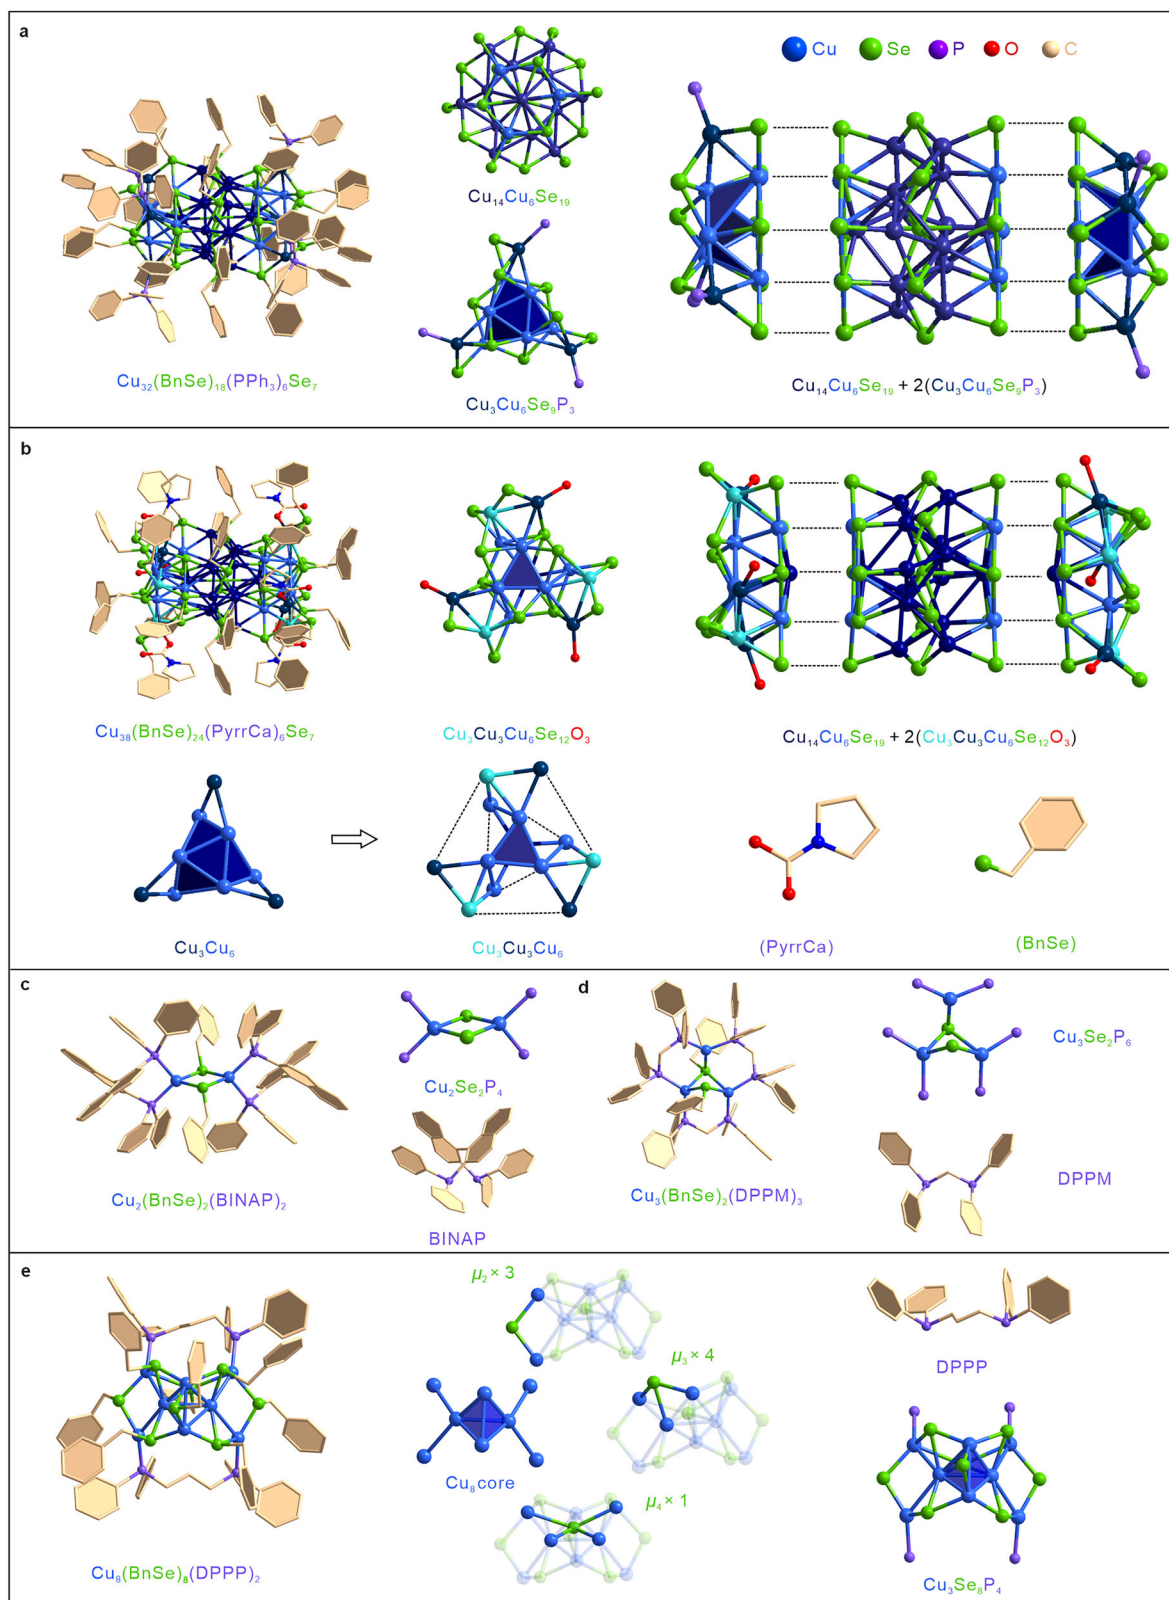 a
Cu Se P O C
Cu₁₄Cu₆Se₁₉
Cu₃₂(BnSe)₁₈(PPh₃)₆Se₇
Cu₃Cu₆Se₉P₃
Cu₁₄Cu₆Se₁₉ + 2(Cu₃Cu₆Se₉P₃)
b
Cu₃₈(BnSe)₂₄(PyrrCa)₆Se₇
Cu₃Cu₃Cu₆Se₁₂O₃
Cu₁₄Cu₆Se₁₉ + 2(Cu₃Cu₃Cu₆Se₁₂O₃)
Cu₃Cu₆
Cu₃Cu₃Cu₆
(PyrrCa)
(BnSe)
c
Cu₂Se₂P₄
Cu₂(BnSe)₂(BINAP)₂
BINAP
d
Cu₃Se₂P₆
Cu₃(BnSe)₂(DPPM)₃
DPPM
e
μ₂ × 3
μ₃ × 4
Cu₈core
μ₄ × 1
Cu₈(BnSe)₈(DPPP)₂
DPPP
Cu₃Se₈P₄